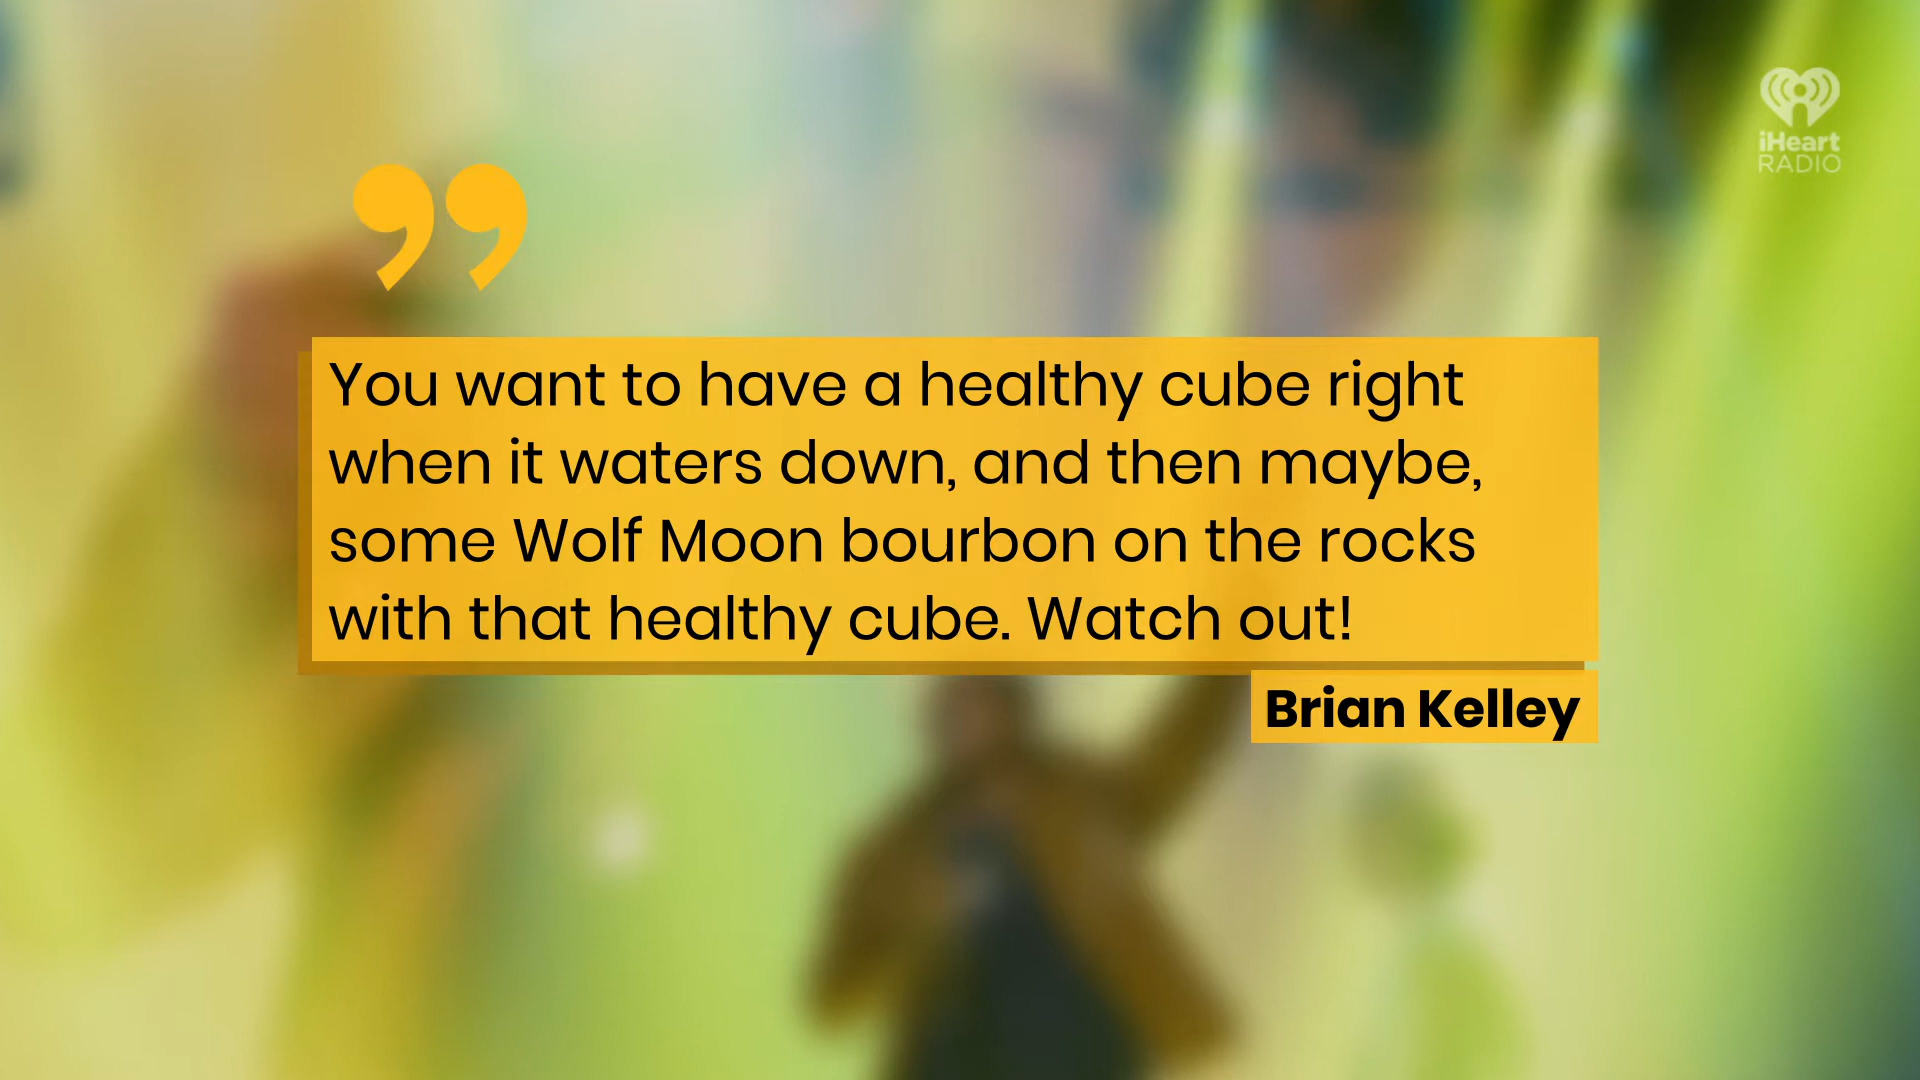 iHeart
RADIO
”
You want to have a healthy cube right
when it waters down, and then maybe,
some Wolf Moon bourbon on the rocks
with that healthy cube. Watch out!
Brian Kelley